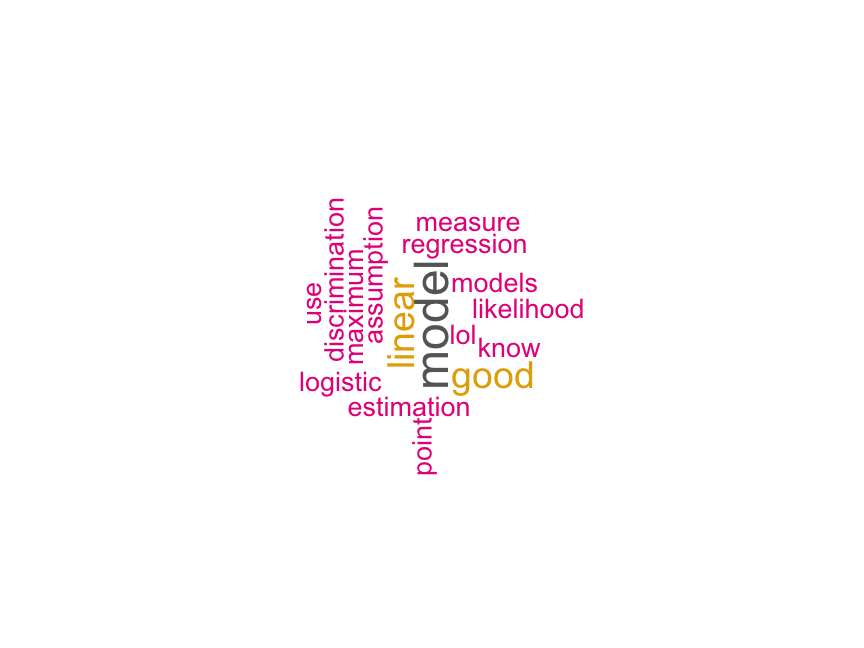 measure
regression
discrimination
assumption
maximum
use
linear
model
models
likelihood
lol
know
good
logistic
estimation
point